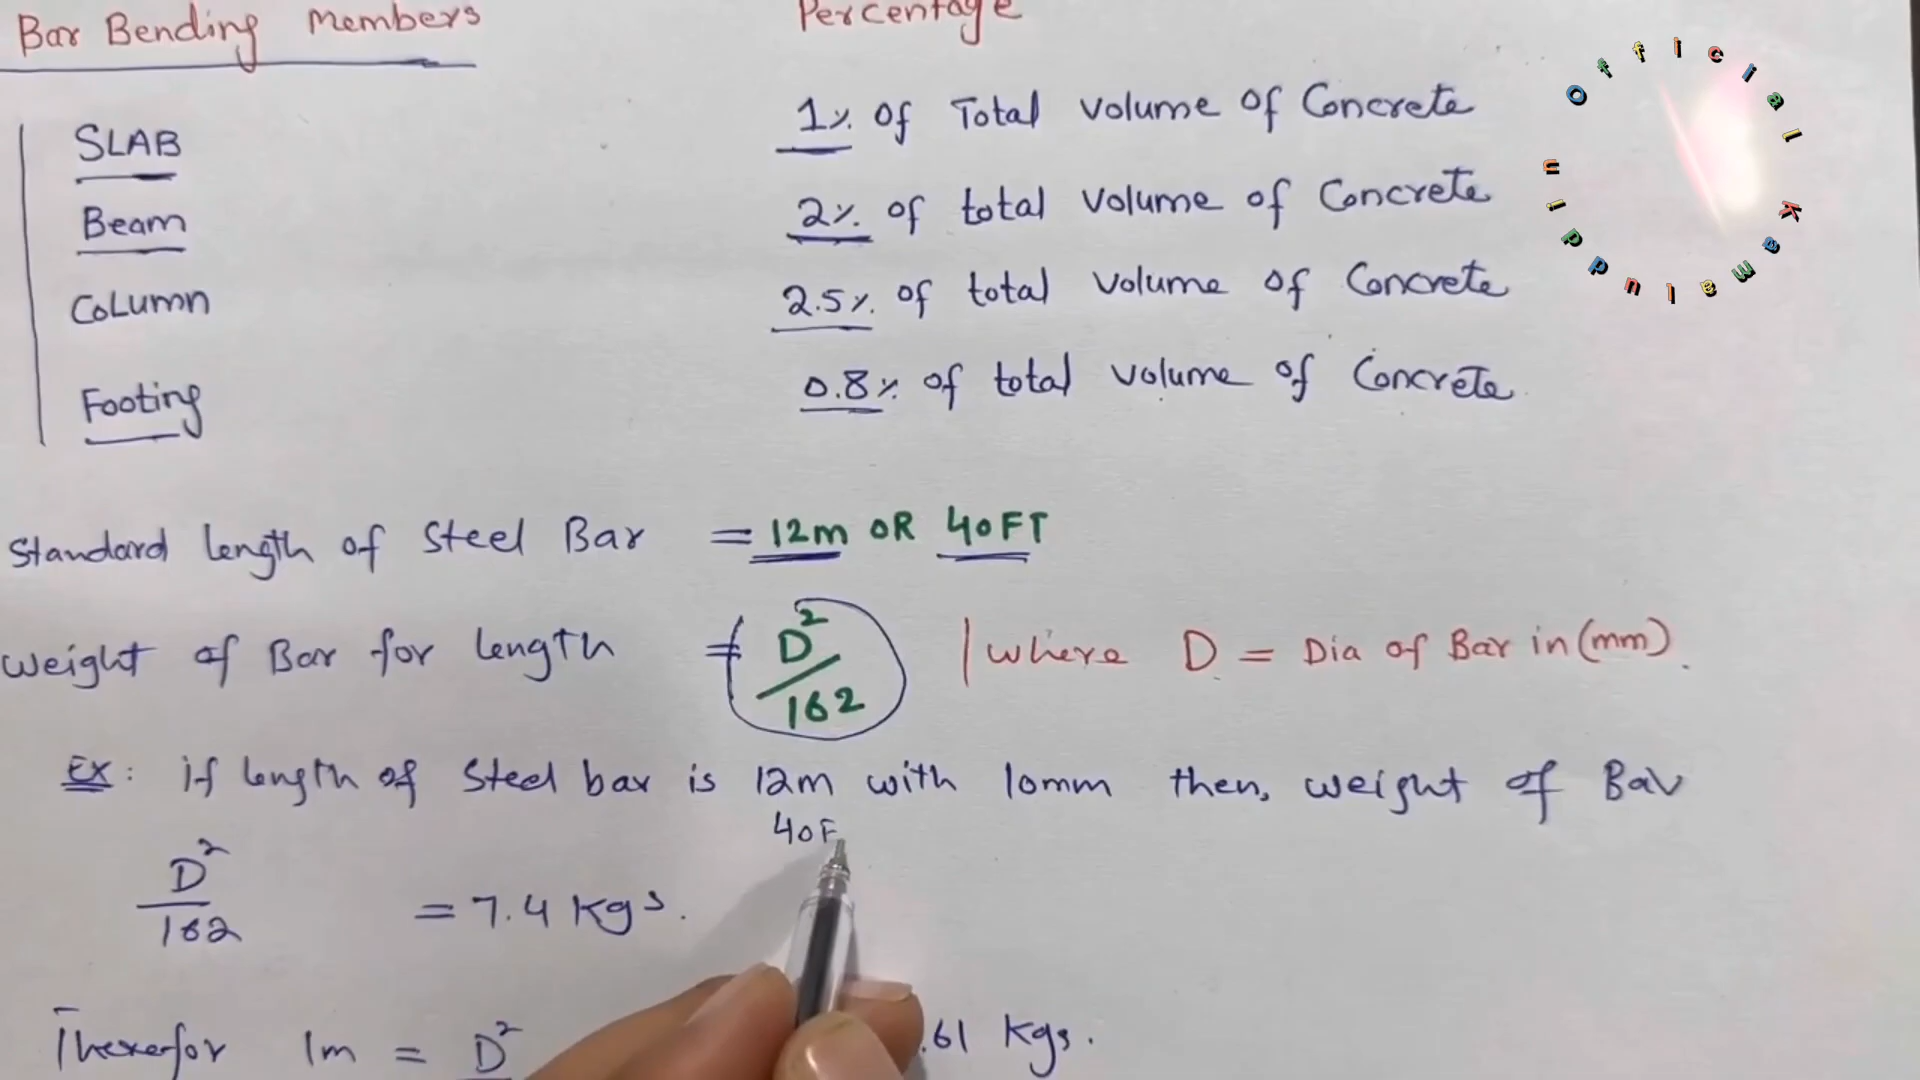 Bar Bending Members Percentage
SLAB 1% of Total volume of Concrete
Beam 2% of total volume of Concrete
Column 2.5% of total volume of Concrete
Footing 0.8% of total volume of Concrete
Standard length of Steel Bar = 12m OR 40FT
Weight of Bar for length = D²/162 | where D = Dia of Bar in (mm).
EX: if length of Steel bar is 12m with 10mm then, weight of Bar
40F
D²/162 = 7.4 Kgs.
Therefor 1m = D² .61 Kgs.
Official Kamaluddin